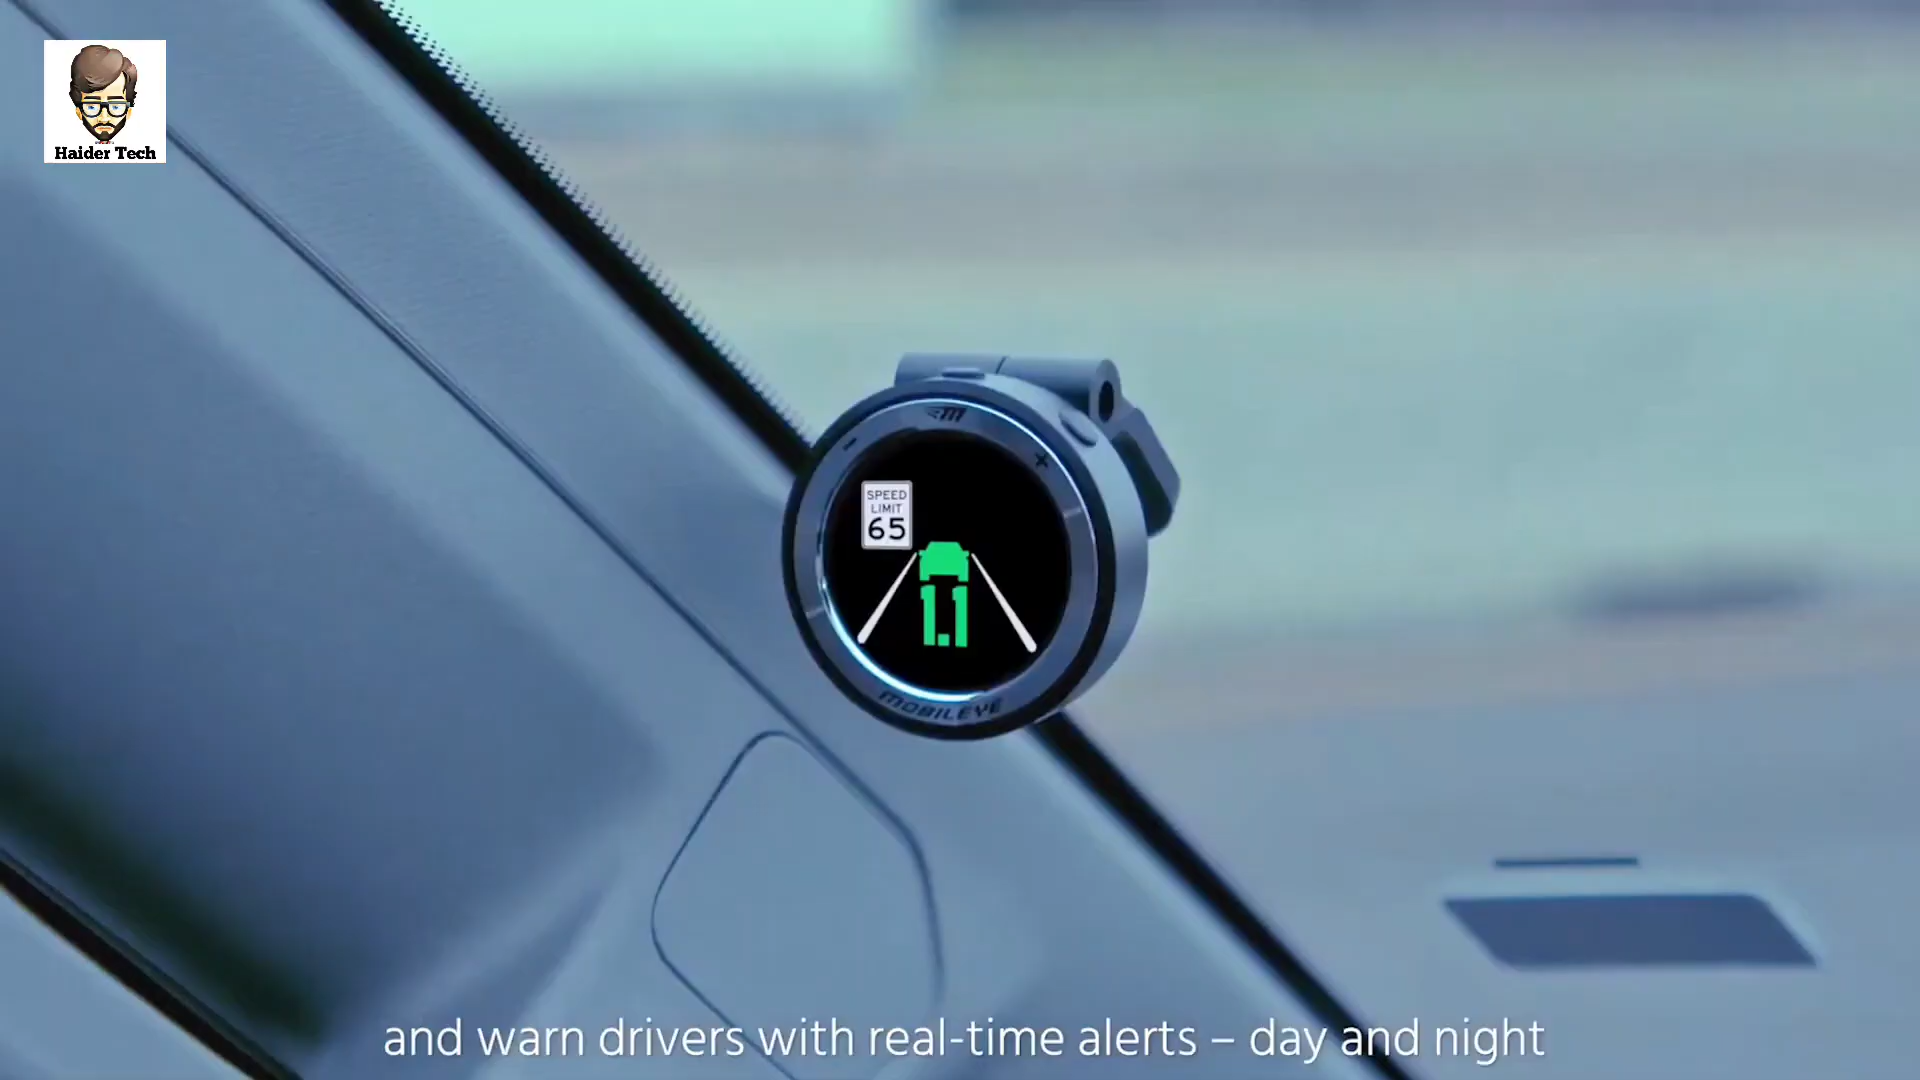 Haider Tech
SPEED
LIMIT
65
1.1
MOBILEYE
and warn drivers with real-time alerts – day and night